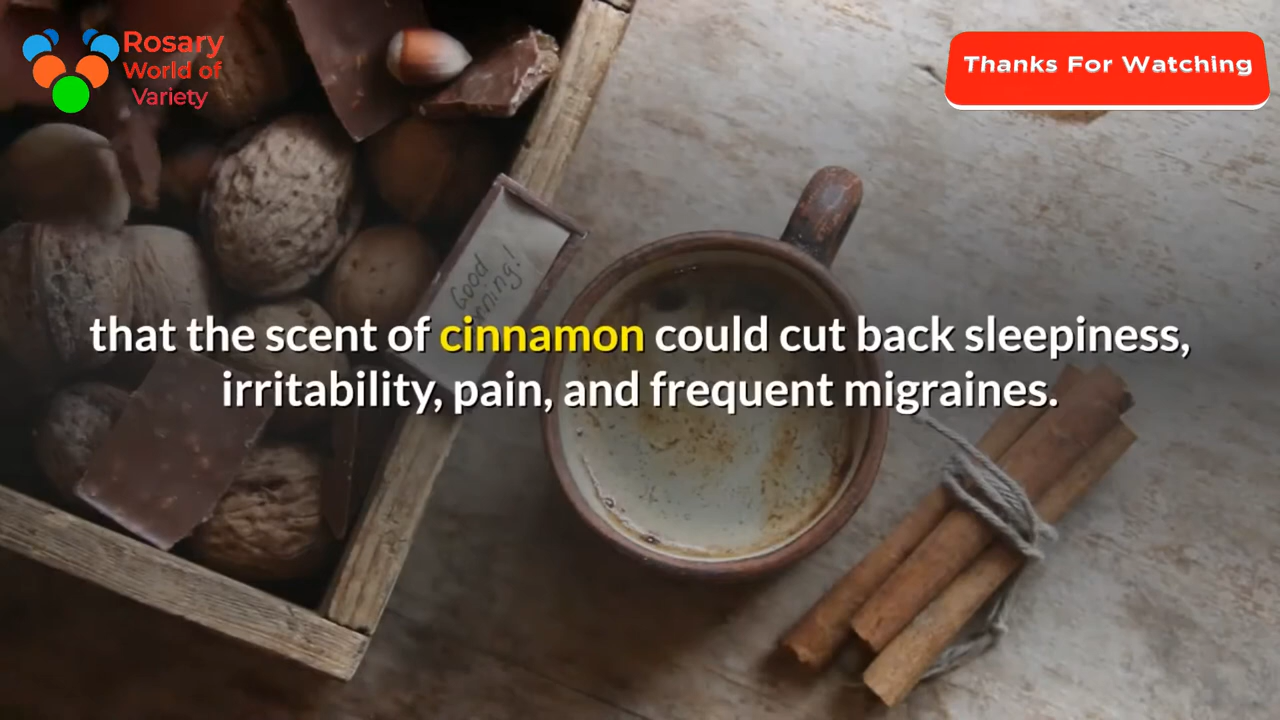 Rosary
World of
Variety
Thanks For Watching
Good
that the scent of cinnamon could cut back sleepiness,
irritability, pain, and frequent migraines.